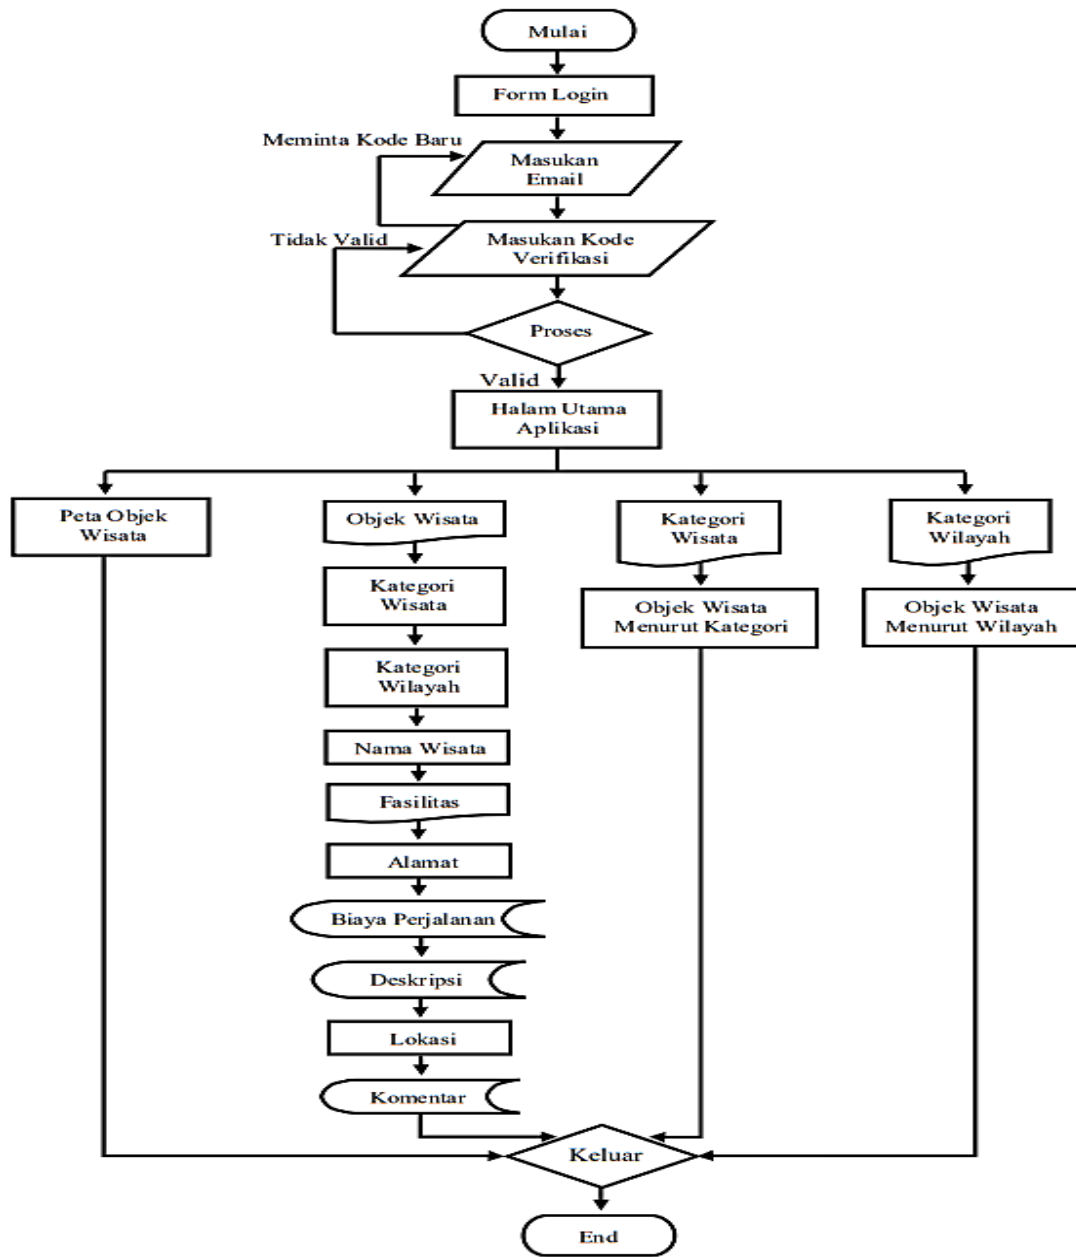 Mulai
Form Login
Meminta Kode Baru
Masukan
Email
Tidak Valid
Masukan Kode
Verifikasi
Proses
Valid
Halam Utama
Aplikasi
Peta Objek
Wisata
Objek Wisata
Kategori
Wisata
Kategori
Wilayah
Nama Wisata
Fasilitas
Alamat
Biaya Perjalanan
Deskripsi
Lokasi
Komentar
Kategori
Wisata
Objek Wisata
Menurut Kategori
Kategori
Wilayah
Objek Wisata
Menurut Wilayah
Keluar
End